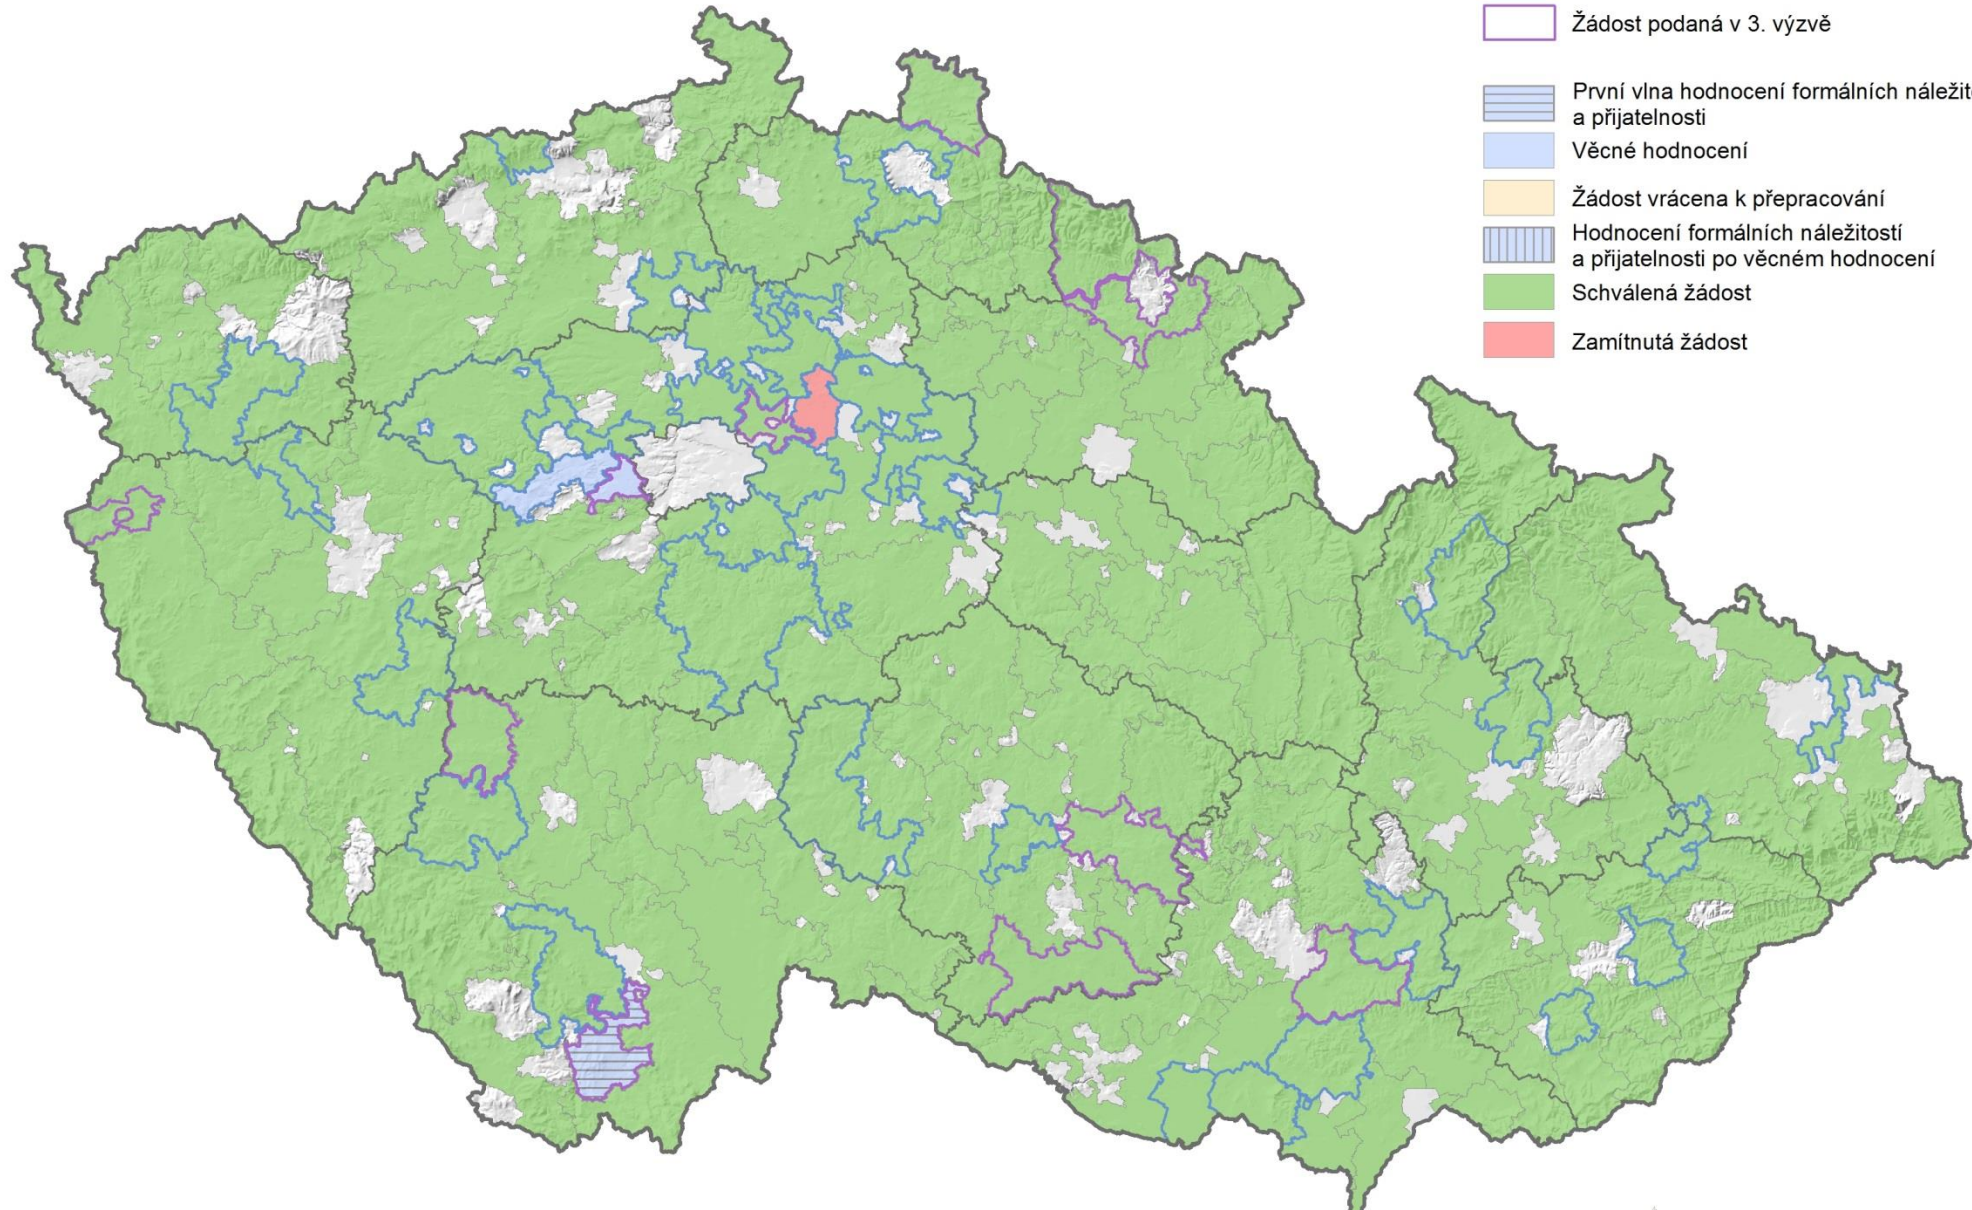 Žádost podaná v 3. výzvě
První vlna hodnocení formálních náležit
a přijatelnosti
Věcné hodnocení
Žádost vrácena k přepracování
Hodnocení formálních náležitostí
a přijatelnosti po věcném hodnocení
Schválená žádost
Zamítnutá žádost